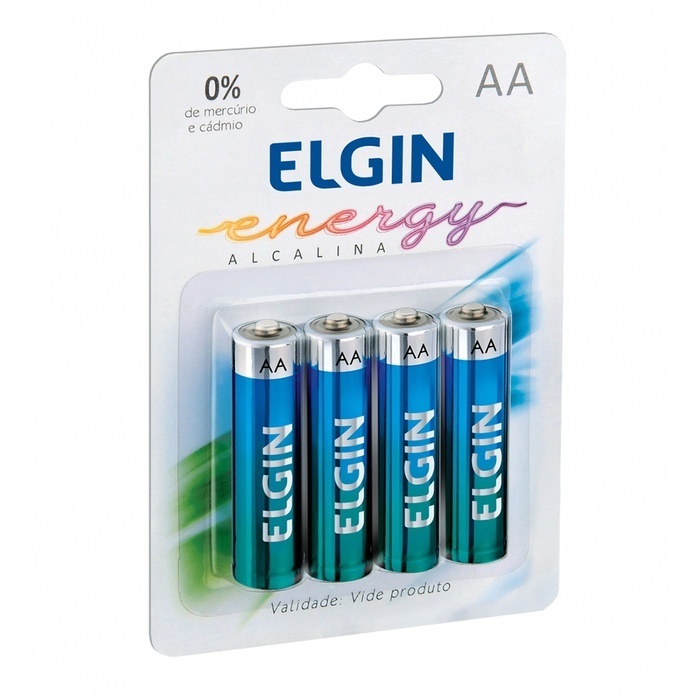 0%
de mercúrio
e cádmio
AA
ELGIN
energy
ALCALINA
AA
AA
AA
AA
ELGIN
ELGIN
ELGIN
ELGIN
Validade: Vide produto